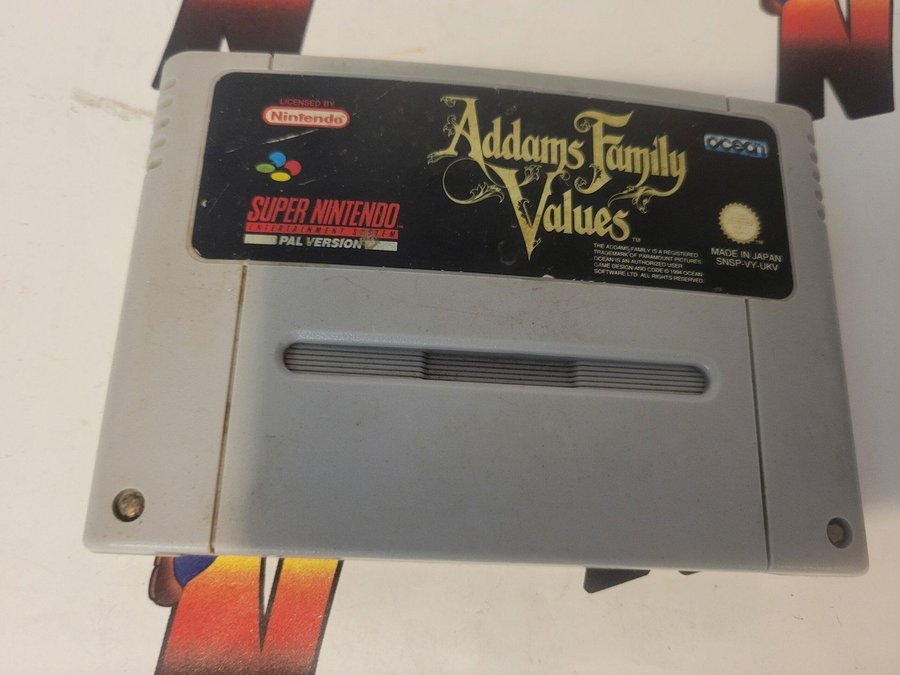 LICENSED BY
Nintendo
SUPER NINTENDO
ENTERTAINMENT SYSTEM
PAL VERSION
Addams Family
Values
TM
THE ADDAMS FAMILY IS A REGISTERED
TRADEMARK OF PARAMOUNT PICTURES.
OCEAN IS AN AUTHORIZED USER.
GAME DESIGN AND CODE © 1994 OCEAN
SOFTWARE LTD. ALL RIGHTS RESERVED.
ocean
TM
MADE IN JAPAN
SNSP-VY-UKV
N
N
N